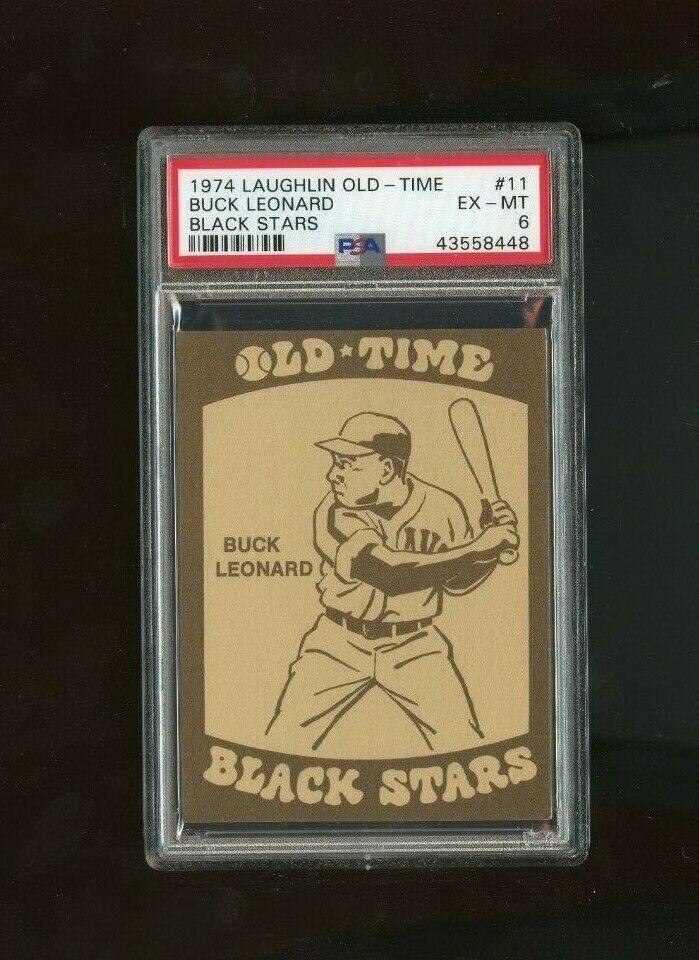 1974 LAUGHLIN OLD-TIME #11
BUCK LEONARD EX-MT
BLACK STARS 6
PSA 43558448
OLD TIME
BUCK
LEONARD
BLACK STARS